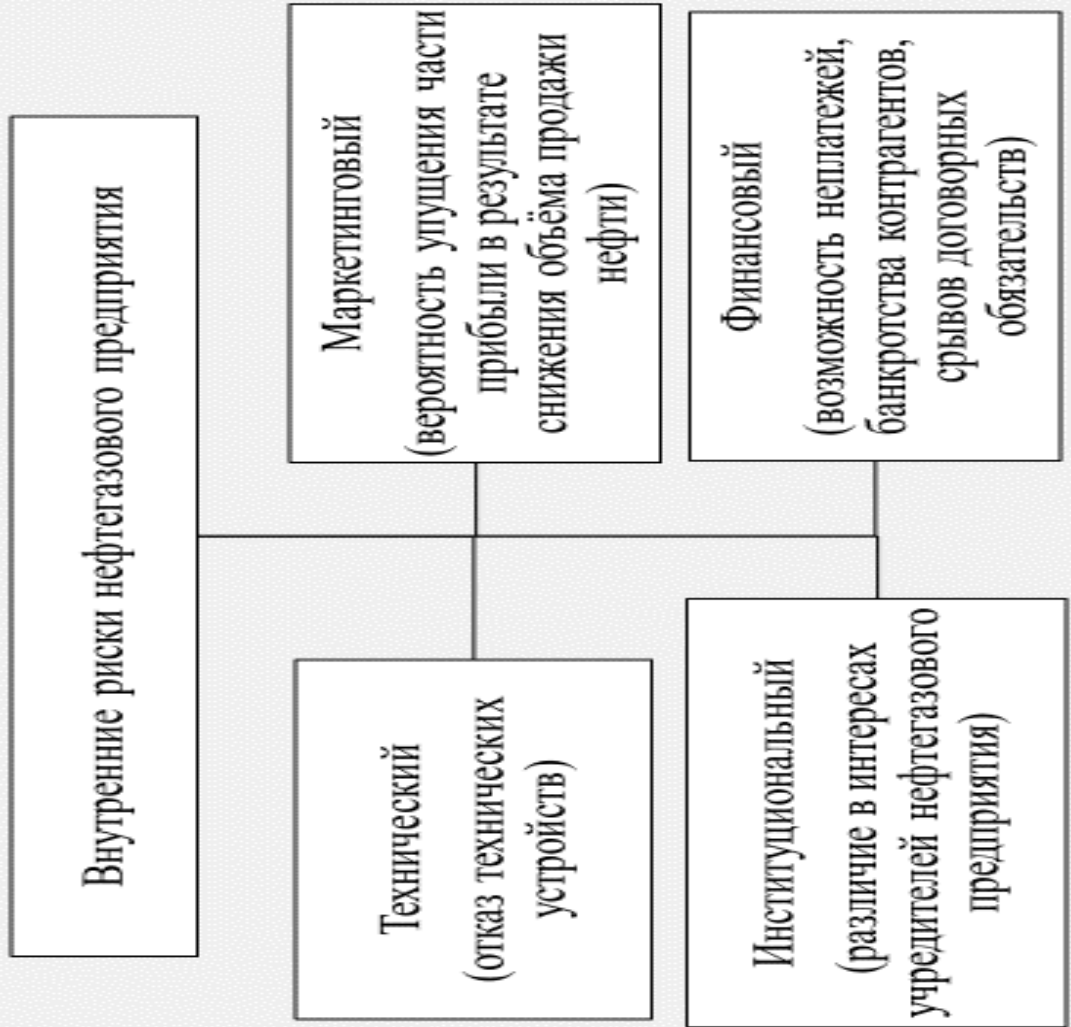 Внутренние риски нефтегазового предприятия
Технический
(отказ технических
устройств)
Маркетинговый
(вероятность упущения части
прибыли в результате
снижения объёма продажи
нефти)
Институциональный
(различие в интересах
учредителей нефтегазового
предприятия)
Финансовый
(возможность неплатежей,
банкротства контрагентов,
срывов договорных
обязательств)